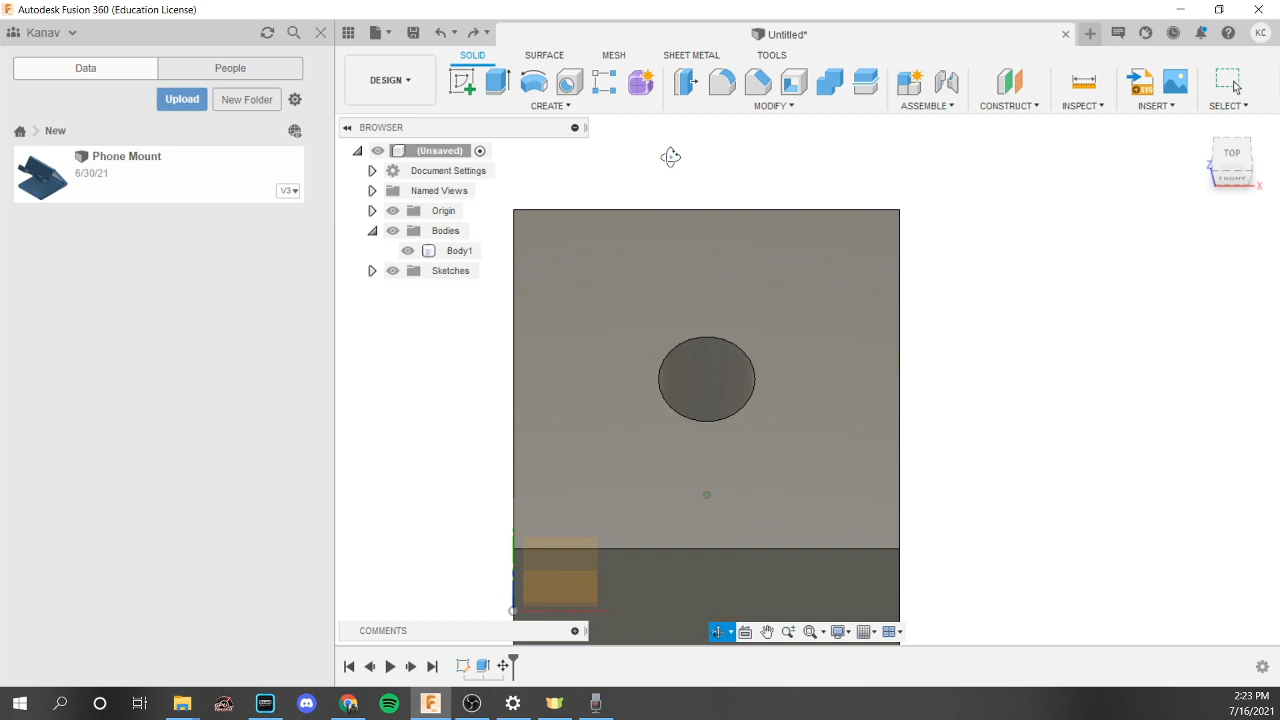 Autodesk Fusion 360 (Education License)
Kanav
Untitled*
KC
Data
People
SOLID
SURFACE
MESH
SHEET METAL
TOOLS
DESIGN
Upload
New Folder
CREATE
MODIFY
ASSEMBLE
CONSTRUCT
INSPECT
INSERT
SELECT
New
BROWSER
Phone Mount
6/30/21
V3
(Unsaved)
Document Settings
Named Views
Origin
Bodies
Body1
Sketches
TOP
FRONT
Z
X
COMMENTS
2:23 PM
7/16/2021